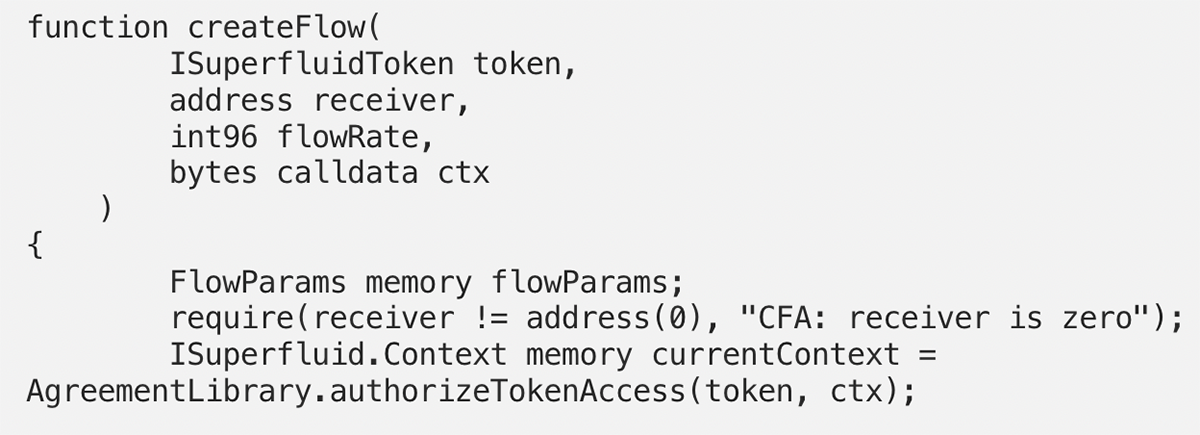 function createFlow(
ISuperfluidToken token,
address receiver,
int96 flowRate,
bytes calldata ctx
)
{
FlowParams memory flowParams;
require(receiver != address(0), "CFA: receiver is zero");
ISuperfluid.Context memory currentContext =
AgreementLibrary.authorizeTokenAccess(token, ctx);